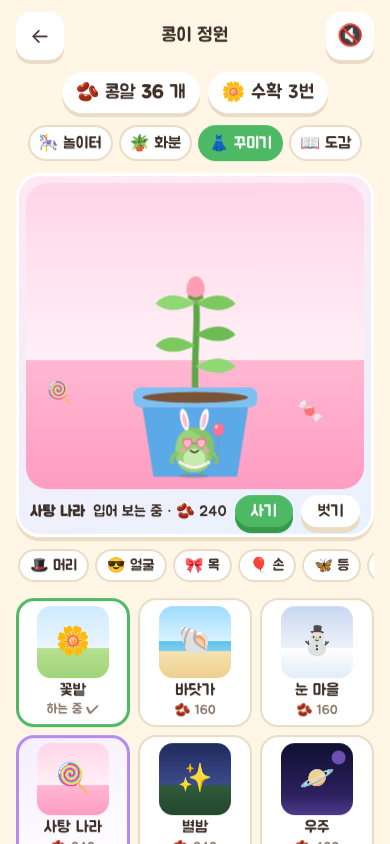 콩이 정원
콩알 36 개
수확 3번
놀이터
화분
꾸미기
도감
사탕 나라 입어 보는 중 · 240
사기
벗기
머리
얼굴
목
손
등
꽃밭
하는 중 ✓
바닷가
160
눈 마을
160
사탕 나라
별밤
우주